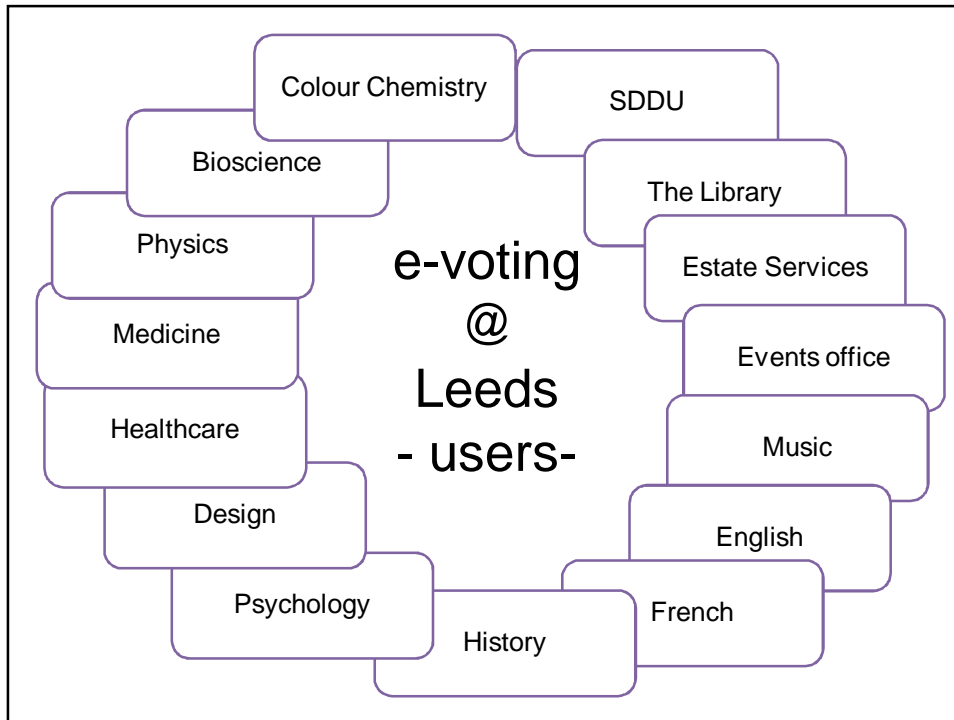 e-voting
@
Leeds
- users-
SDDU
The Library
Estate Services
Events office
Music
English
French
History
Psychology
Design
Healthcare
Medicine
Physics
Bioscience
Colour Chemistry